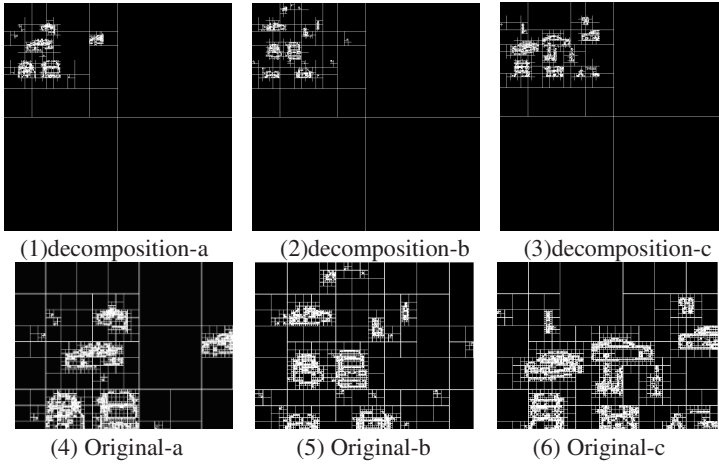 (1)decomposition-a
(2)decomposition-b
(3)decomposition-c
(4) Original-a
(5) Original-b
(6) Original-c